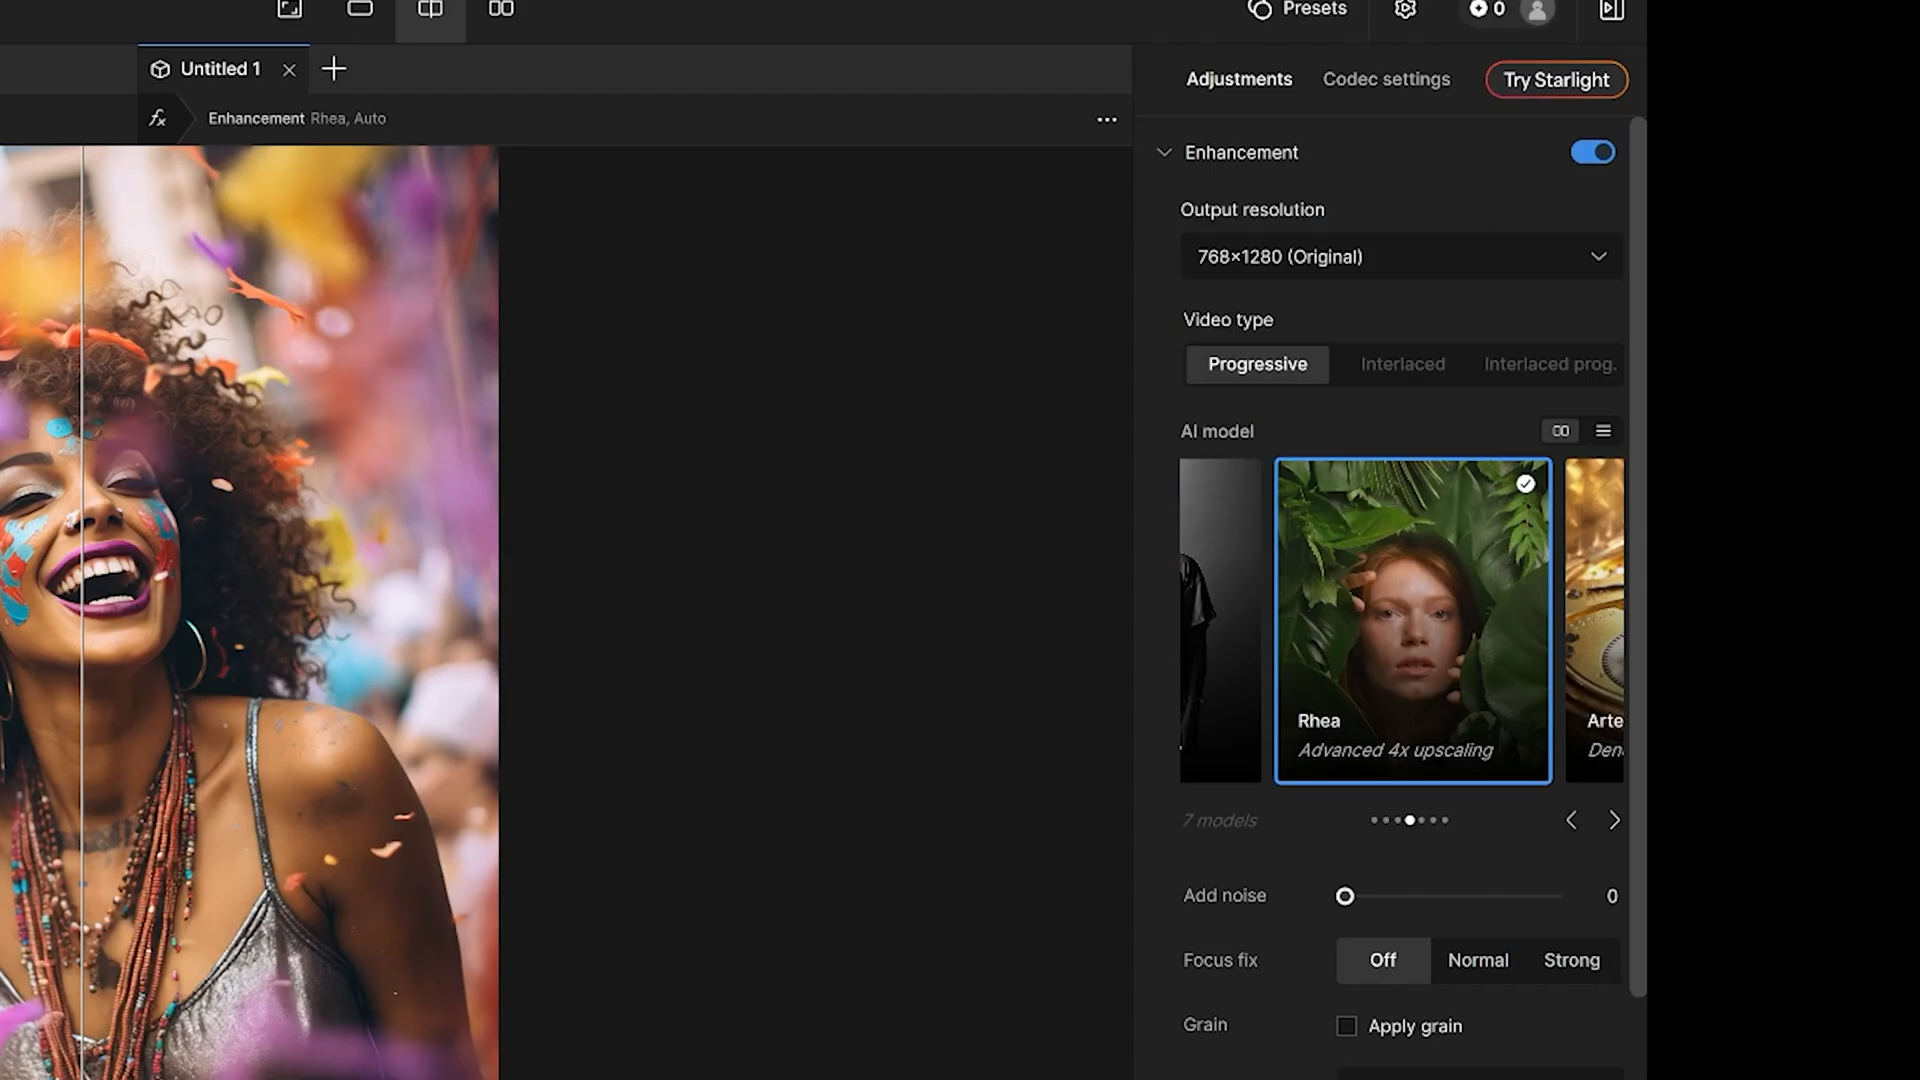 Presets
0
Untitled 1
Adjustments
Codec settings
Try Starlight
fx
Enhancement Rhea, Auto
Enhancement
Output resolution
768×1280 (Original)
Video type
Progressive
Interlaced
Interlaced prog.
AI model
Rhea
Advanced 4x upscaling
Arte
Den
7 models
Add noise
0
Focus fix
Off
Normal
Strong
Grain
Apply grain